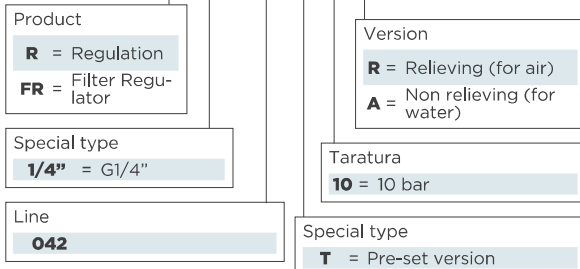 Product
R = Regulation
FR = Filter Regu-
lator
Special type
1/4” = G1/4”
Line
042
Version
R = Relieving (for air)
A = Non relieving (for
water)
Taratura
10 = 10 bar
Special type
T = Pre-set version